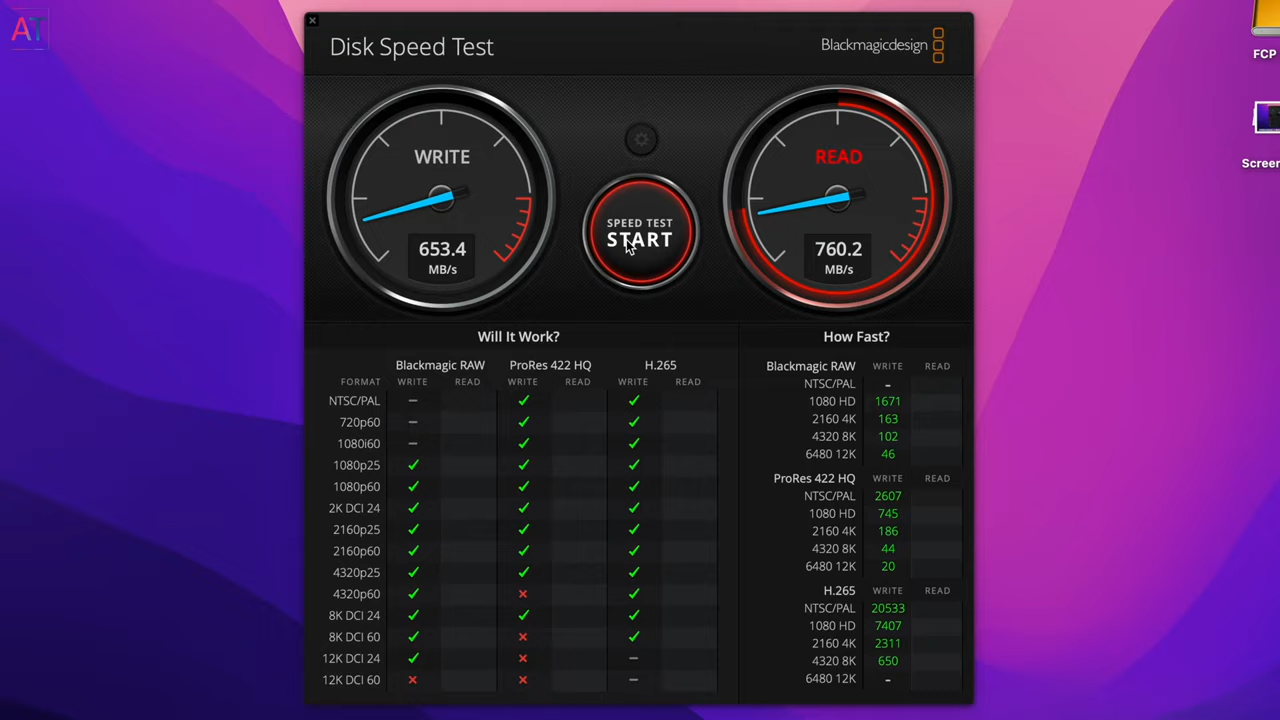 AT
Disk Speed Test
Blackmagicdesign
FCP
Screen
WRITE
653.4
MB/s
SPEED TEST
START
READ
760.2
MB/s
Will It Work?
Blackmagic RAW ProRes 422 HQ H.265
FORMAT WRITE READ WRITE READ WRITE READ
NTSC/PAL – ✓ ✓
720p60 – ✓ ✓
1080i60 – ✓ ✓
1080p25 ✓ ✓ ✓
1080p60 ✓ ✓ ✓
2K DCI 24 ✓ ✓ ✓
2160p25 ✓ ✓ ✓
2160p60 ✓ ✓ ✓
4320p25 ✓ ✓ ✓
4320p60 ✓ × ✓
8K DCI 24 ✓ ✓ ✓
8K DCI 60 ✓ × ✓
12K DCI 24 ✓ × –
12K DCI 60 × × –
How Fast?
Blackmagic RAW WRITE READ
NTSC/PAL -
1080 HD 1671
2160 4K 163
4320 8K 102
6480 12K 46
ProRes 422 HQ WRITE READ
NTSC/PAL 2607
1080 HD 745
2160 4K 186
4320 8K 44
6480 12K 20
H.265 WRITE READ
NTSC/PAL 20533
1080 HD 7407
2160 4K 2311
4320 8K 650
6480 12K -